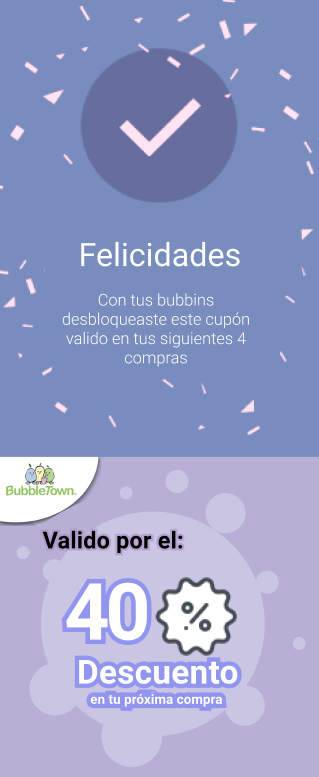 Felicidades
Con tus bubbins
desbloqueaste este cupón
valido en tus siguientes 4
compras
BubbleTown.
Valido por el:
40 %
Descuento
en tu próxima compra